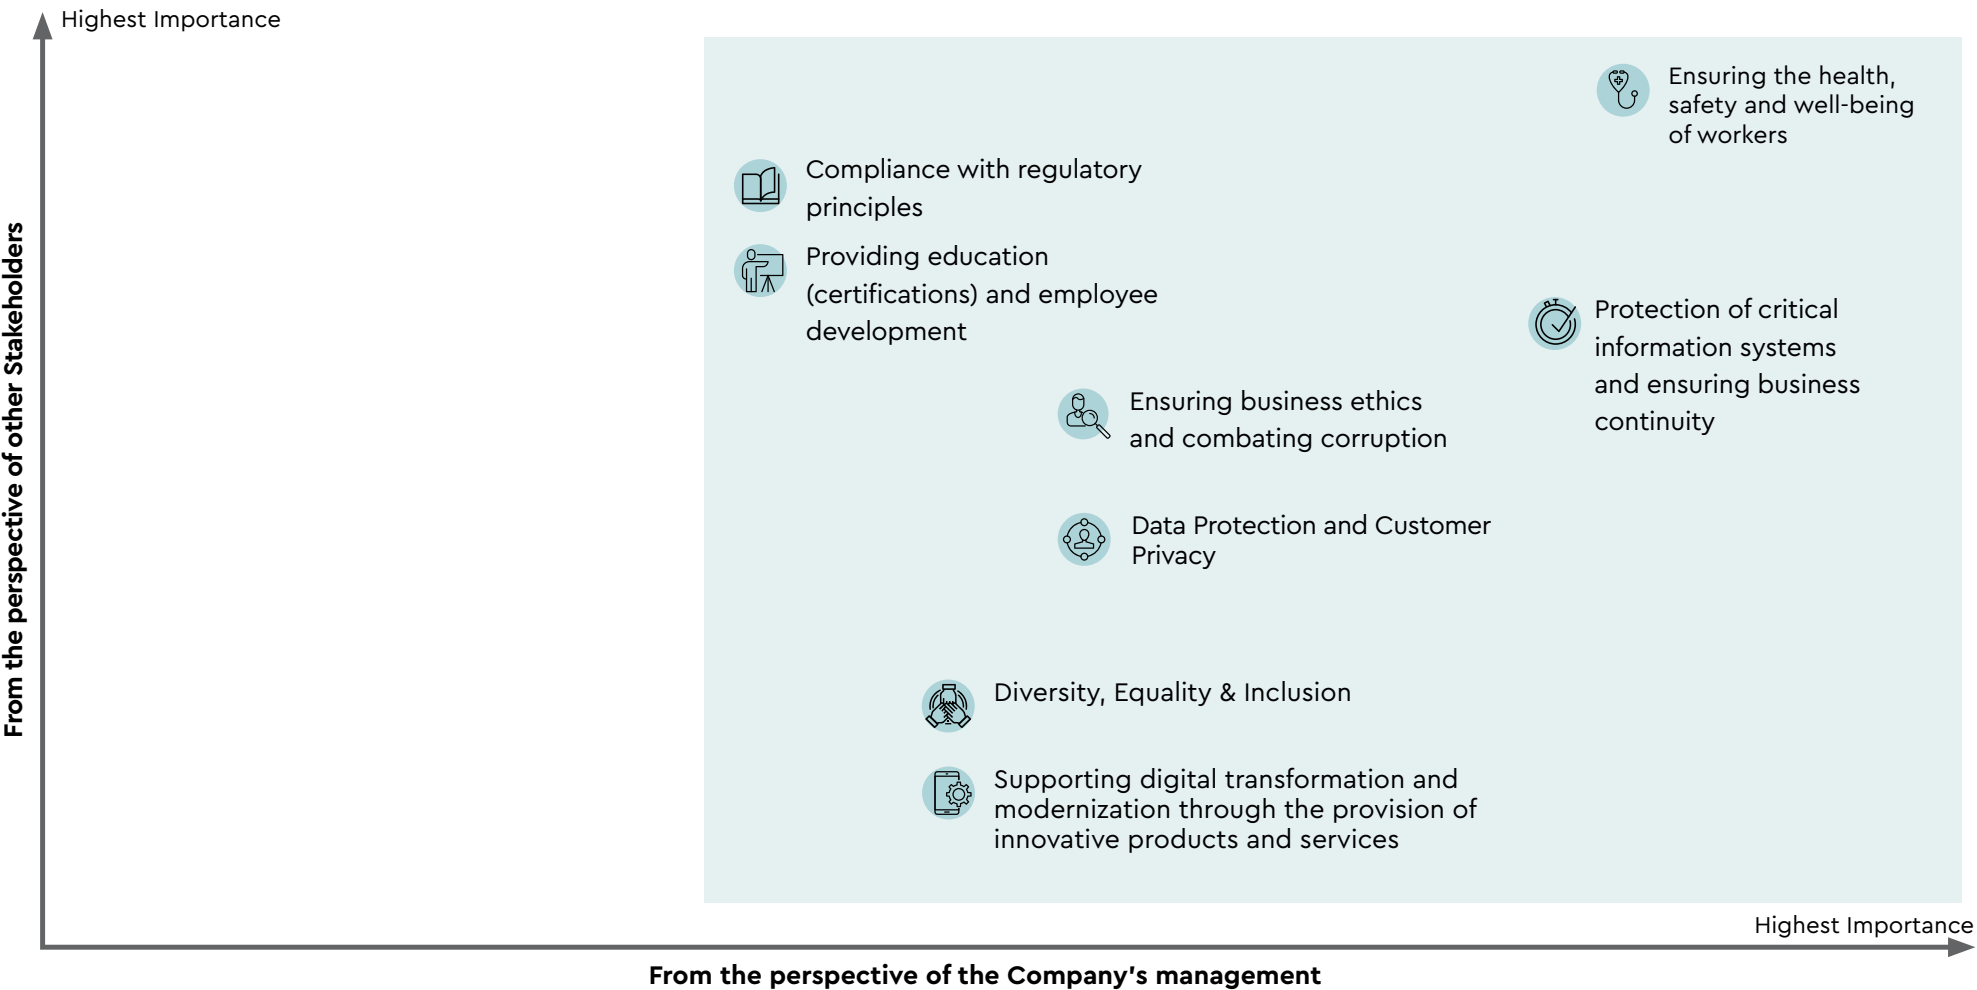 Highest Importance
Ensuring the health,
safety and well-being
of workers
Compliance with regulatory
principles
Providing education
(certifications) and employee
development
Protection of critical
information systems
and ensuring business
continuity
Ensuring business ethics
and combating corruption
Data Protection and Customer
Privacy
Diversity, Equality & Inclusion
Supporting digital transformation and
modernization through the provision of
innovative products and services
From the perspective of other Stakeholders
Highest Importance
From the perspective of the Company's management